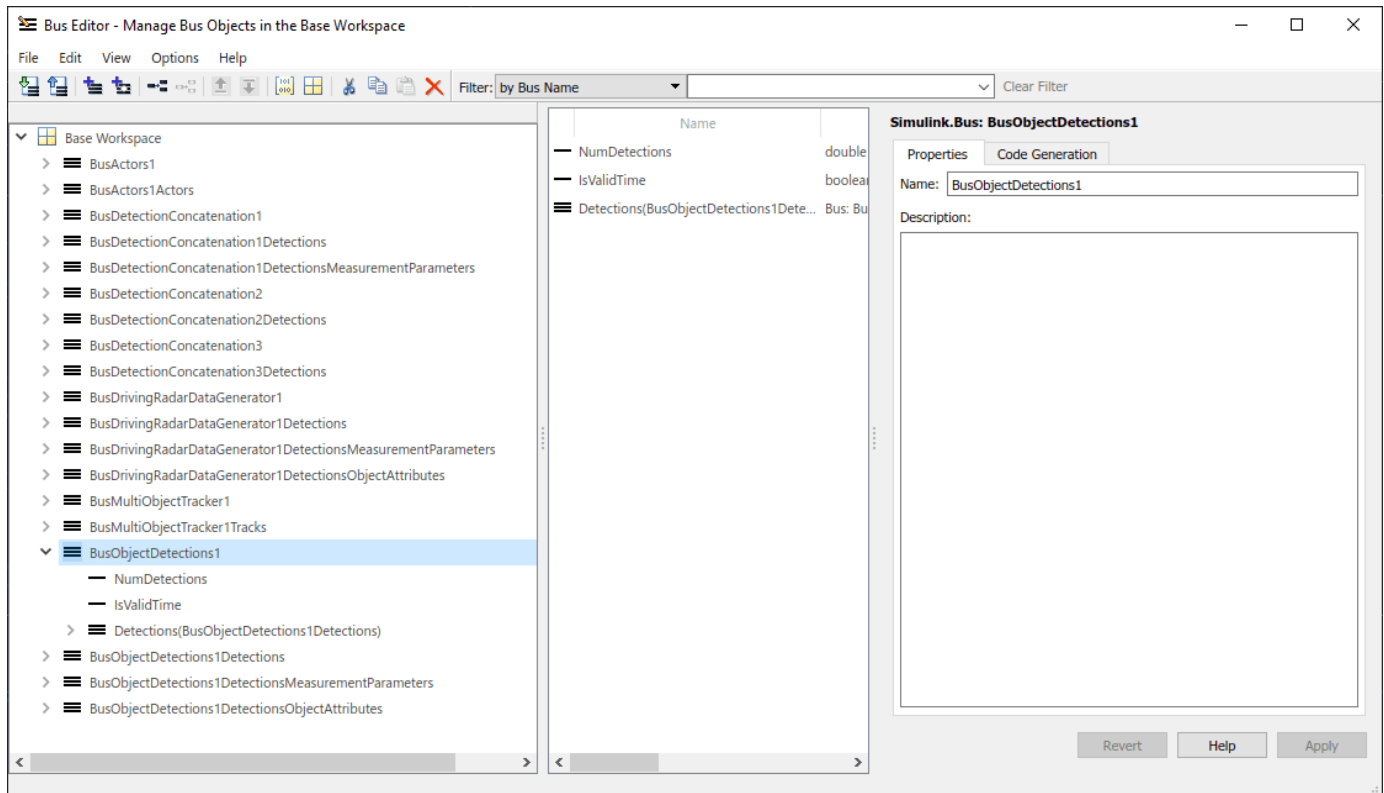 Bus Editor - Manage Bus Objects in the Base Workspace
File Edit View Options Help
Filter: by Bus Name Clear Filter
Base Workspace
BusActors1
BusActors1Actors
BusDetectionConcatenation1
BusDetectionConcatenation1Detections
BusDetectionConcatenation1DetectionsMeasurementParameters
BusDetectionConcatenation2
BusDetectionConcatenation2Detections
BusDetectionConcatenation3
BusDetectionConcatenation3Detections
BusDrivingRadarDataGenerator1
BusDrivingRadarDataGenerator1Detections
BusDrivingRadarDataGenerator1DetectionsMeasurementParameters
BusDrivingRadarDataGenerator1DetectionsObjectAttributes
BusMultiObjectTracker1
BusMultiObjectTracker1Tracks
BusObjectDetections1
NumDetections
IsValidTime
Detections(BusObjectDetections1Detections)
BusObjectDetections1Detections
BusObjectDetections1DetectionsMeasurementParameters
BusObjectDetections1DetectionsObjectAttributes
Name
NumDetections double
IsValidTime boolean
Detections(BusObjectDetections1Dete... Bus: Bu
Simulink.Bus: BusObjectDetections1
Properties Code Generation
Name: BusObjectDetections1
Description:
Revert Help Apply